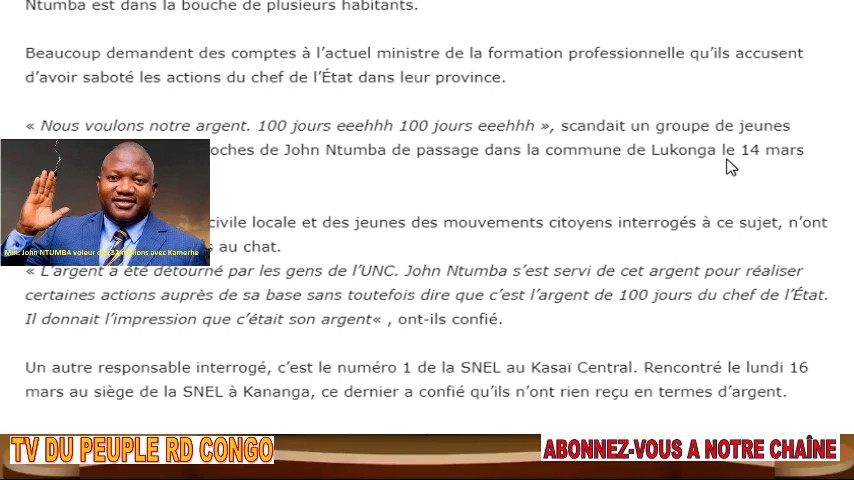 Ntumba est dans la bouche de plusieurs habitants.
Beaucoup demandent des comptes à l'actuel ministre de la formation professionnelle qu'ils accusent
d'avoir saboté les actions du chef de l'État dans leur province.
« Nous voulons notre argent. 100 jours eeehhh 100 jours eeehhh », scandait un groupe de jeunes
oches de John Ntumba de passage dans la commune de Lukonga le 14 mars
civile locale et des jeunes des mouvements citoyens interrogés à ce sujet, n'ont
s au chat.
Min. John NTUMBA voleur des millions avec Kamerhe
« L'argent a été détourné par les gens de l'UNC. John Ntumba s'est servi de cet argent pour réaliser
certaines actions auprès de sa base sans toutefois dire que c'est l'argent de 100 jours du chef de l'État.
Il donnait l'impression que c'était son argent« , ont-ils confié.
Un autre responsable interrogé, c'est le numéro 1 de la SNEL au Kasaï Central. Rencontré le lundi 16
mars au siège de la SNEL à Kananga, ce dernier a confié qu'ils n'ont rien reçu en termes d'argent.
TV DU PEUPLE RD CONGO
ABONNEZ-VOUS A NOTRE CHAÎNE